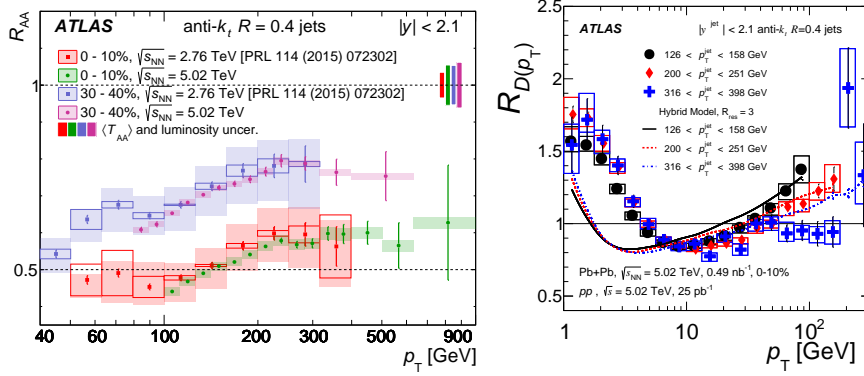 ATLAS anti-k_t R = 0.4 jets |y| < 2.1
0 - 10%, √s_NN = 2.76 TeV [PRL 114 (2015) 072302]
0 - 10%, √s_NN = 5.02 TeV
30 - 40%, √s_NN = 2.76 TeV [PRL 114 (2015) 072302]
30 - 40%, √s_NN = 5.02 TeV
⟨T_AA⟩ and luminosity uncer.
R_AA
1
0.5
40 60 100 200 300 500 900
p_T [GeV]
ATLAS |y^jet| < 2.1 anti-k_t R=0.4 jets
126 < p_T^jet < 158 GeV
200 < p_T^jet < 251 GeV
316 < p_T^jet < 398 GeV
Hybrid Model, R_res = 3
126 < p_T^jet < 158 GeV
200 < p_T^jet < 251 GeV
316 < p_T^jet < 398 GeV
R_D(p_T)
2.0
1.5
1.0
0.5
Pb+Pb, √s_NN = 5.02 TeV, 0.49 nb^-1, 0-10%
pp , √s = 5.02 TeV, 25 pb^-1
1 10 10^2
p_T [GeV]